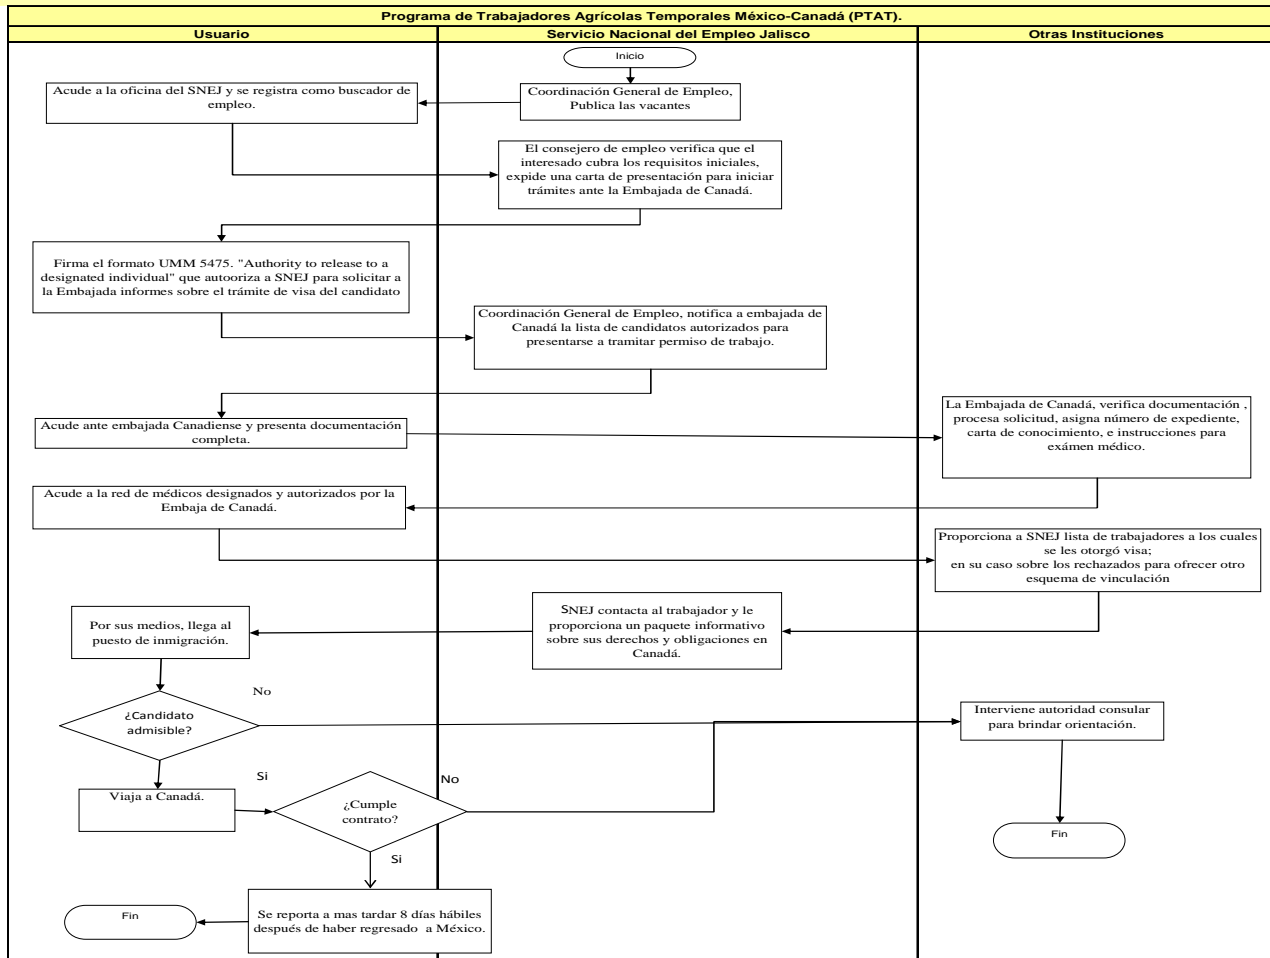 Programa de Trabajadores Agrícolas Temporales México-Canadá (PTAT).
Usuario
Servicio Nacional del Empleo Jalisco
Otras Instituciones
Inicio
Coordinación General de Empleo,
Publica las vacantes
Acude a la oficina del SNEJ y se registra como buscador de
empleo.
El consejero de empleo verifica que el
interesado cubra los requisitos iniciales,
expide una carta de presentación para iniciar
trámites ante la Embajada de Canadá.
Firma el formato UMM 5475. "Authority to release to a
designated individual" que autooriza a SNEJ para solicitar a
la Embajada informes sobre el trámite de visa del candidato
Coordinación General de Empleo, notifica a embajada de
Canadá la lista de candidatos autorizados para
presentarse a tramitar permiso de trabajo.
Acude ante embajada Canadiense y presenta documentación
completa.
La Embajada de Canadá, verifica documentación ,
procesa solicitud, asigna número de expediente,
carta de conocimiento, e instrucciones para
exámen médico.
Acude a la red de médicos designados y autorizados por la
Embaja de Canadá.
Proporciona a SNEJ lista de trabajadores a los cuales
se les otorgó visa;
en su caso sobre los rechazados para ofrecer otro
esquema de vinculación
SNEJ contacta al trabajador y le
proporciona un paquete informativo
sobre sus derechos y obligaciones en
Canadá.
Por sus medios, llega al
puesto de inmigración.
No
¿Candidato
admisible?
Interviene autoridad consular
para brindar orientación.
Si
Viaja a Canadá.
No
¿Cumple
contrato?
Fin
Si
Se reporta a mas tardar 8 días hábiles
después de haber regresado a México.
Fin